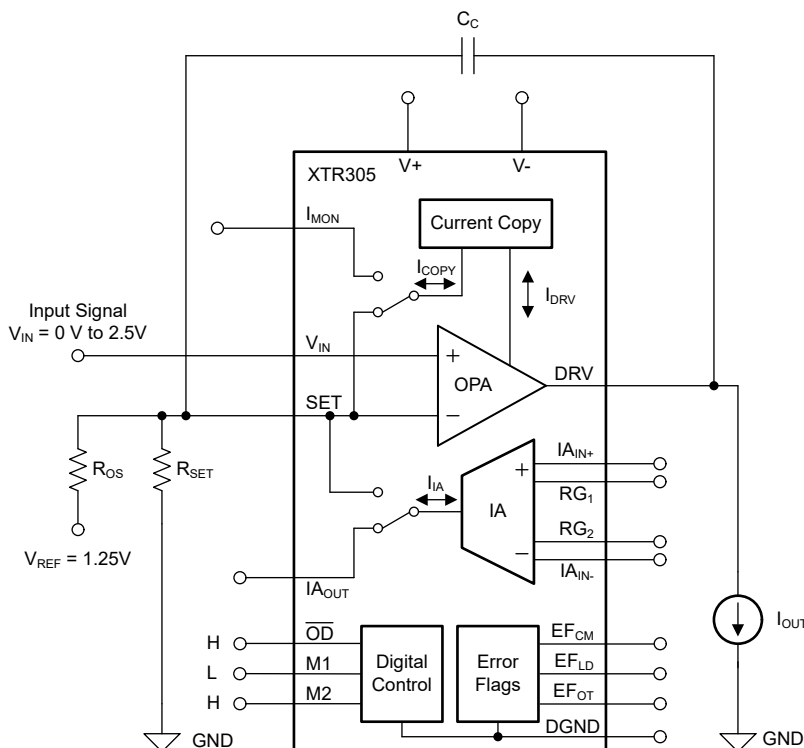 C_C
V+
V-
XTR305
I_MON
Current Copy
I_COPY
I_DRV
Input Signal
V_IN = 0 V to 2.5V
V_IN
+
OPA
DRV
SET
−
R_OS
R_SET
IA_IN+
+
RG_1
I_IA
IA
RG_2
V_REF = 1.25V
−
IA_IN-
IA_OUT
I_OUT
H
OD
EF_CM
L
M1
Digital
Control
Error
Flags
EF_LD
H
M2
EF_OT
DGND
GND
GND